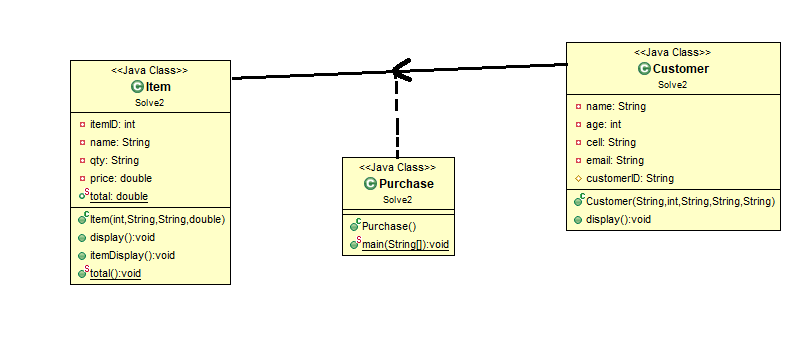 <<Java Class>>
Item
Solve2
itemID: int
name: String
qty: String
price: double
S
total: double
C
Item(int,String,String,double)
display():void
itemDisplay():void
S
total():void
<<Java Class>>
Purchase
Solve2
C
Purchase()
S
main(String[]):void
<<Java Class>>
Customer
Solve2
name: String
age: int
cell: String
email: String
customerID: String
C
Customer(String,int,String,String,String)
display():void